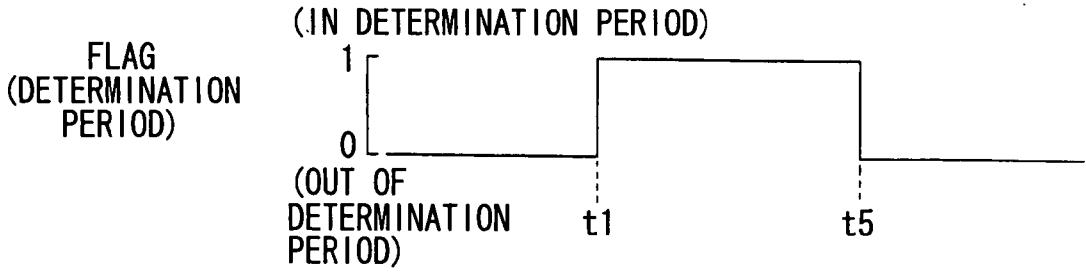 (IN DETERMINATION PERIOD)
FLAG
(DETERMINATION
PERIOD)
1
0
(OUT OF
DETERMINATION
PERIOD)
t1
t5